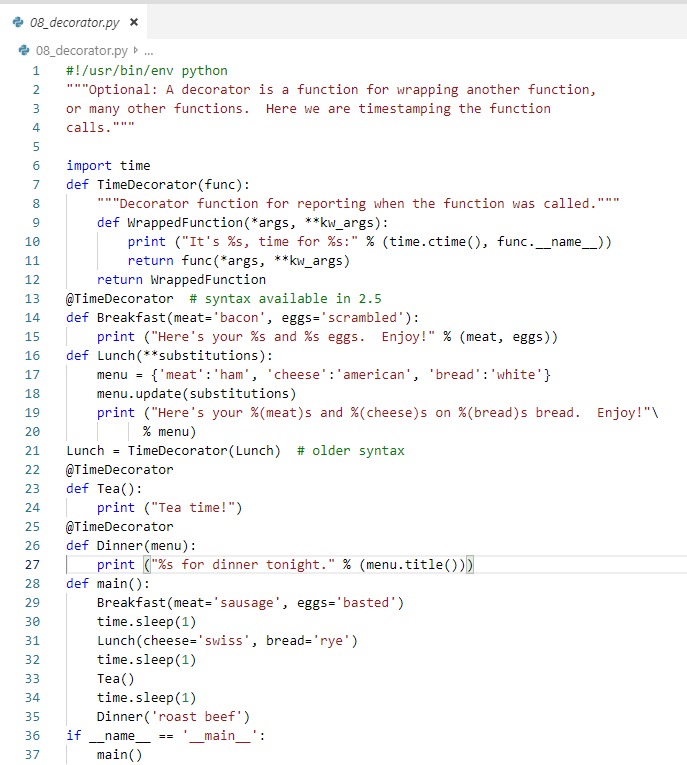 08_decorator.py ×
08_decorator.py ▸ ...
1 #!/usr/bin/env python
2 """Optional: A decorator is a function for wrapping another function,
3 or many other functions.  Here we are timestamping the function
4 calls."""
5
6 import time
7 def TimeDecorator(func):
8     """Decorator function for reporting when the function was called."""
9     def WrappedFunction(*args, **kw_args):
10         print ("It's %s, time for %s:" % (time.ctime(), func.__name__))
11         return func(*args, **kw_args)
12     return WrappedFunction
13 @TimeDecorator  # syntax available in 2.5
14 def Breakfast(meat='bacon', eggs='scrambled'):
15     print ("Here's your %s and %s eggs.  Enjoy!" % (meat, eggs))
16 def Lunch(**substitutions):
17     menu = {'meat':'ham', 'cheese':'american', 'bread':'white'}
18     menu.update(substitutions)
19     print ("Here's your %(meat)s and %(cheese)s on %(bread)s bread.  Enjoy!"\
20           % menu)
21 Lunch = TimeDecorator(Lunch)  # older syntax
22 @TimeDecorator
23 def Tea():
24     print ("Tea time!")
25 @TimeDecorator
26 def Dinner(menu):
27     print ("%s for dinner tonight." % (menu.title()))
28 def main():
29     Breakfast(meat='sausage', eggs='basted')
30     time.sleep(1)
31     Lunch(cheese='swiss', bread='rye')
32     time.sleep(1)
33     Tea()
34     time.sleep(1)
35     Dinner('roast beef')
36 if __name__ == '__main__':
37     main()